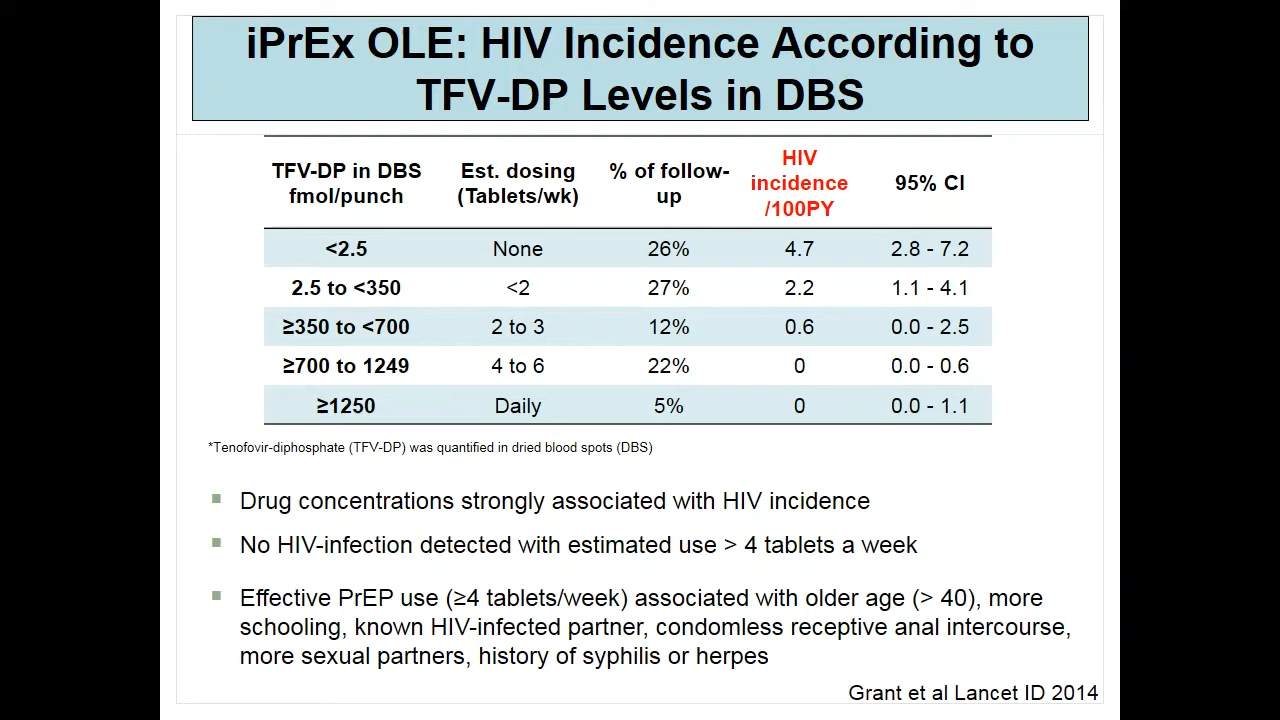 iPrEx OLE: HIV Incidence According to
TFV-DP Levels in DBS
TFV-DP in DBS fmol/punch Est. dosing (Tablets/wk) % of follow-up HIV incidence /100PY 95% CI
<2.5 None 26% 4.7 2.8 - 7.2
2.5 to <350 <2 27% 2.2 1.1 - 4.1
≥350 to <700 2 to 3 12% 0.6 0.0 - 2.5
≥700 to 1249 4 to 6 22% 0 0.0 - 0.6
≥1250 Daily 5% 0 0.0 - 1.1
*Tenofovir-diphosphate (TFV-DP) was quantified in dried blood spots (DBS)
Drug concentrations strongly associated with HIV incidence
No HIV-infection detected with estimated use > 4 tablets a week
Effective PrEP use (≥4 tablets/week) associated with older age (> 40), more
schooling, known HIV-infected partner, condomless receptive anal intercourse,
more sexual partners, history of syphilis or herpes
Grant et al Lancet ID 2014